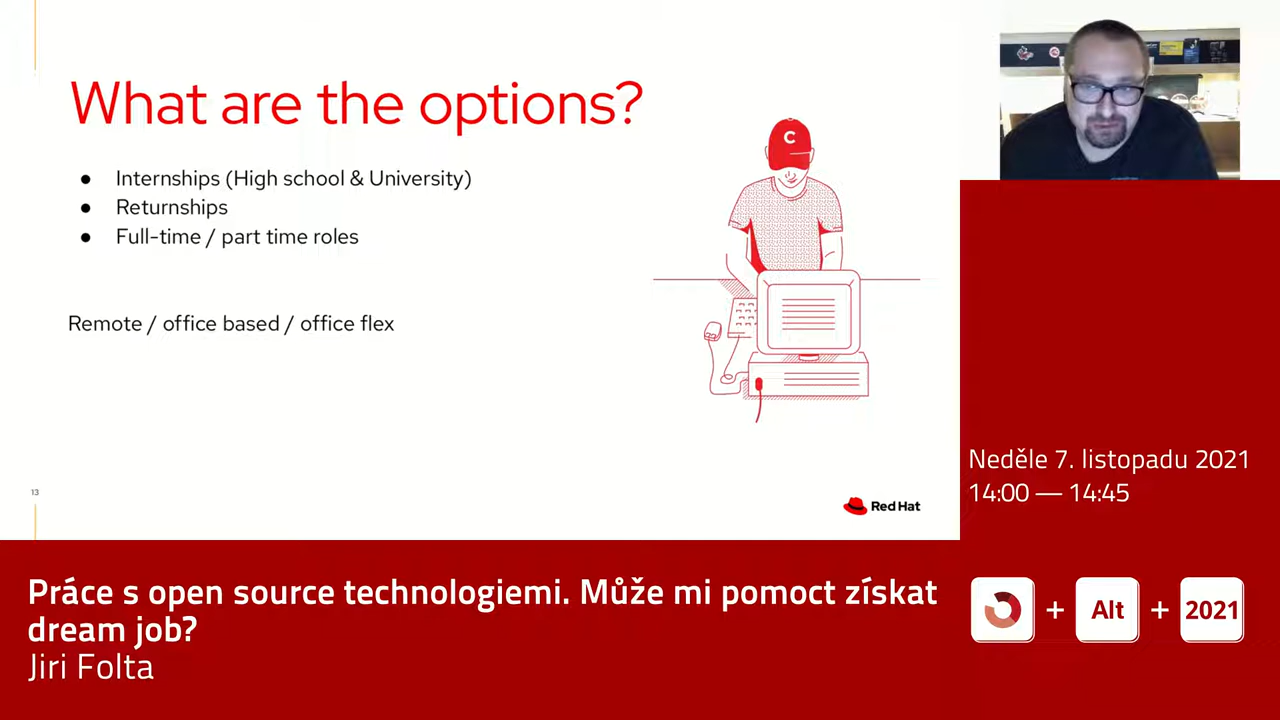 What are the options?
● Internships (High school & University)
● Returnships
● Full-time / part time roles
Remote / office based / office flex
C
13
Red Hat
Neděle 7. listopadu 2021
14:00 — 14:45
Práce s open source technologiemi. Může mi pomoct získat
dream job?
Jiri Folta
+ Alt + 2021